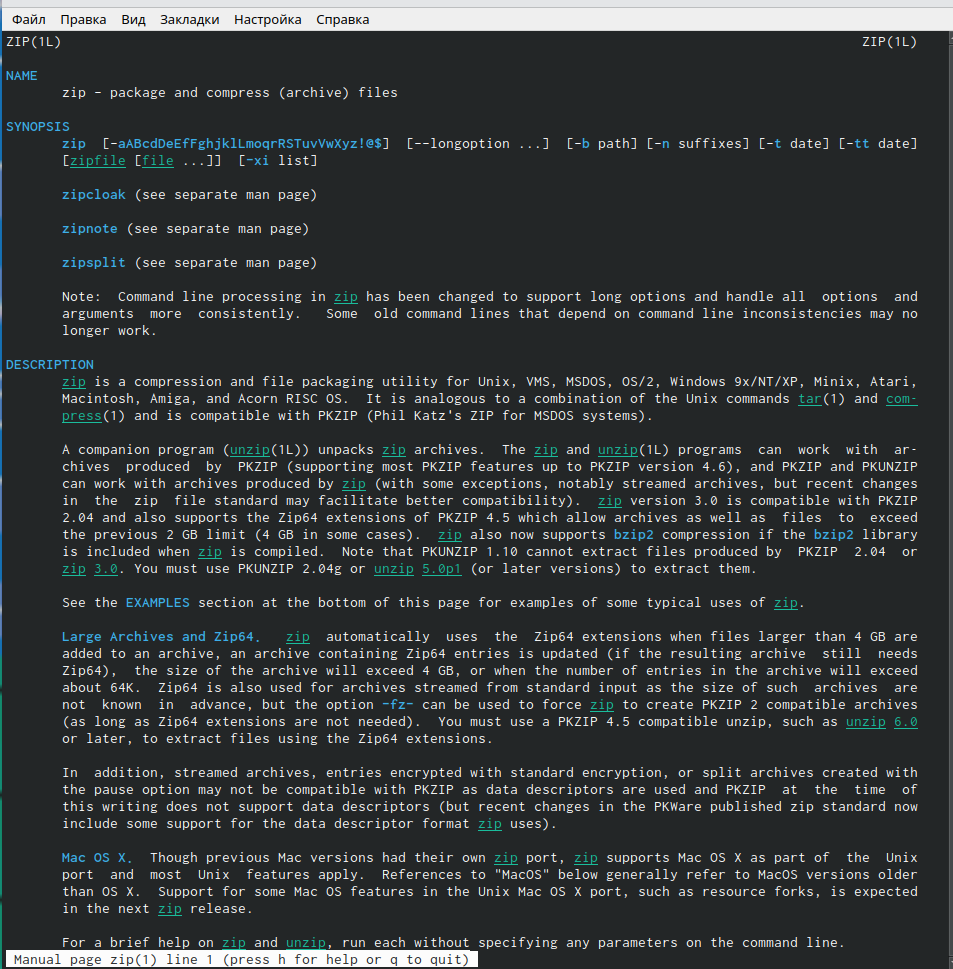 Файл Правка Вид Закладки Настройка Справка
ZIP(1L) ZIP(1L)
NAME
zip - package and compress (archive) files
SYNOPSIS
zip [-aABcdDeEfFghjklLmoqrRSTuvVwXyz!@$] [--longoption ...] [-b path] [-n suffixes] [-t date] [-tt date]
[zipfile [file ...]] [-xi list]
zipcloak (see separate man page)
zipnote (see separate man page)
zipsplit (see separate man page)
Note: Command line processing in zip has been changed to support long options and handle all options and
arguments more consistently. Some old command lines that depend on command line inconsistencies may no
longer work.
DESCRIPTION
zip is a compression and file packaging utility for Unix, VMS, MSDOS, OS/2, Windows 9x/NT/XP, Minix, Atari,
Macintosh, Amiga, and Acorn RISC OS. It is analogous to a combination of the Unix commands tar(1) and com-
press(1) and is compatible with PKZIP (Phil Katz's ZIP for MSDOS systems).
A companion program (unzip(1L)) unpacks zip archives. The zip and unzip(1L) programs can work with ar-
chives produced by PKZIP (supporting most PKZIP features up to PKZIP version 4.6), and PKZIP and PKUNZIP
can work with archives produced by zip (with some exceptions, notably streamed archives, but recent changes
in the zip file standard may facilitate better compatibility). zip version 3.0 is compatible with PKZIP
2.04 and also supports the Zip64 extensions of PKZIP 4.5 which allow archives as well as files to exceed
the previous 2 GB limit (4 GB in some cases). zip also now supports bzip2 compression if the bzip2 library
is included when zip is compiled. Note that PKUNZIP 1.10 cannot extract files produced by PKZIP 2.04 or
zip 3.0. You must use PKUNZIP 2.04g or unzip 5.0p1 (or later versions) to extract them.
See the EXAMPLES section at the bottom of this page for examples of some typical uses of zip.
Large Archives and Zip64. zip automatically uses the Zip64 extensions when files larger than 4 GB are
added to an archive, an archive containing Zip64 entries is updated (if the resulting archive still needs
Zip64), the size of the archive will exceed 4 GB, or when the number of entries in the archive will exceed
about 64K. Zip64 is also used for archives streamed from standard input as the size of such archives are
not known in advance, but the option -fz- can be used to force zip to create PKZIP 2 compatible archives
(as long as Zip64 extensions are not needed). You must use a PKZIP 4.5 compatible unzip, such as unzip 6.0
or later, to extract files using the Zip64 extensions.
In addition, streamed archives, entries encrypted with standard encryption, or split archives created with
the pause option may not be compatible with PKZIP as data descriptors are used and PKZIP at the time of
this writing does not support data descriptors (but recent changes in the PKWare published zip standard now
include some support for the data descriptor format zip uses).
Mac OS X. Though previous Mac versions had their own zip port, zip supports Mac OS X as part of the Unix
port and most Unix features apply. References to "MacOS" below generally refer to MacOS versions older
than OS X. Support for some Mac OS features in the Unix Mac OS X port, such as resource forks, is expected
in the next zip release.
For a brief help on zip and unzip, run each without specifying any parameters on the command line.
Manual page zip(1) line 1 (press h for help or q to quit)